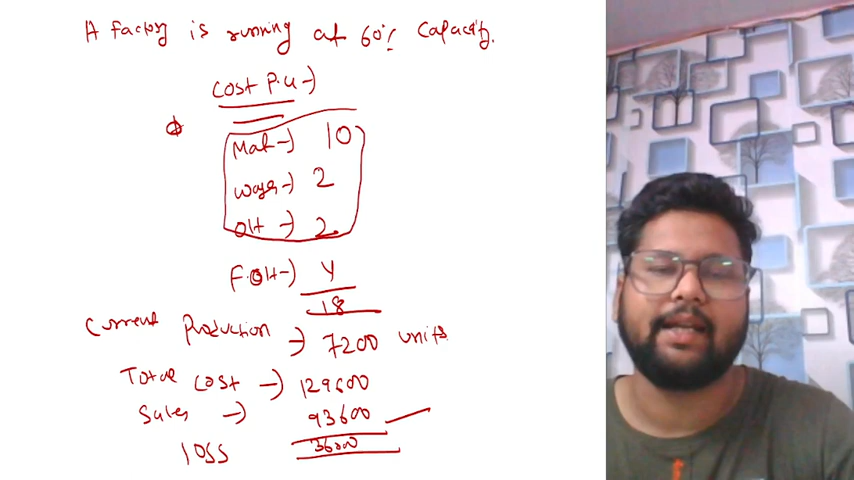 A factory is running at 60% Capacity.
Cost P.U →
Mat → 10
Wages → 2
OH → 2
F.OH → 4
18
Current Production → 7200 units
Total Cost → 129600
Sales → 93600
Loss 36000